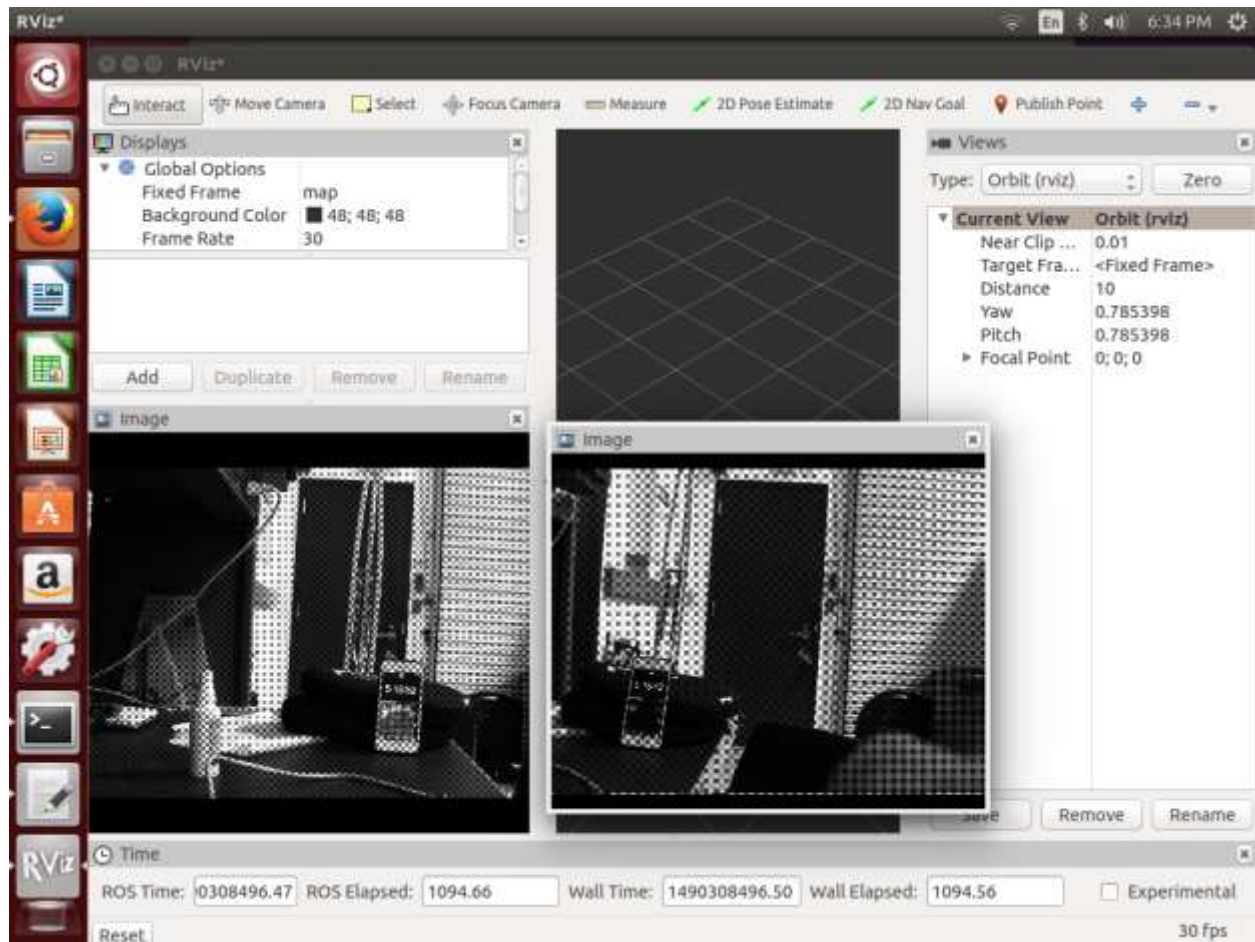 RViz*
En
6:34 PM
RViz*
Interact Move Camera Select Focus Camera Measure 2D Pose Estimate 2D Nav Goal Publish Point
Displays
Global Options
Fixed Frame map
Background Color 48; 48; 48
Frame Rate 30
Add Duplicate Remove Rename
Image
Image
Views
Type: Orbit (rviz) Zero
Current View Orbit (rviz)
Near Clip ... 0.01
Target Fra... <Fixed Frame>
Distance 10
Yaw 0.785398
Pitch 0.785398
Focal Point 0; 0; 0
Save Remove Rename
Time
ROS Time: 0308496.47 ROS Elapsed: 1094.66 Wall Time: 1490308496.50 Wall Elapsed: 1094.56 Experimental
Reset 30 fps
RViz